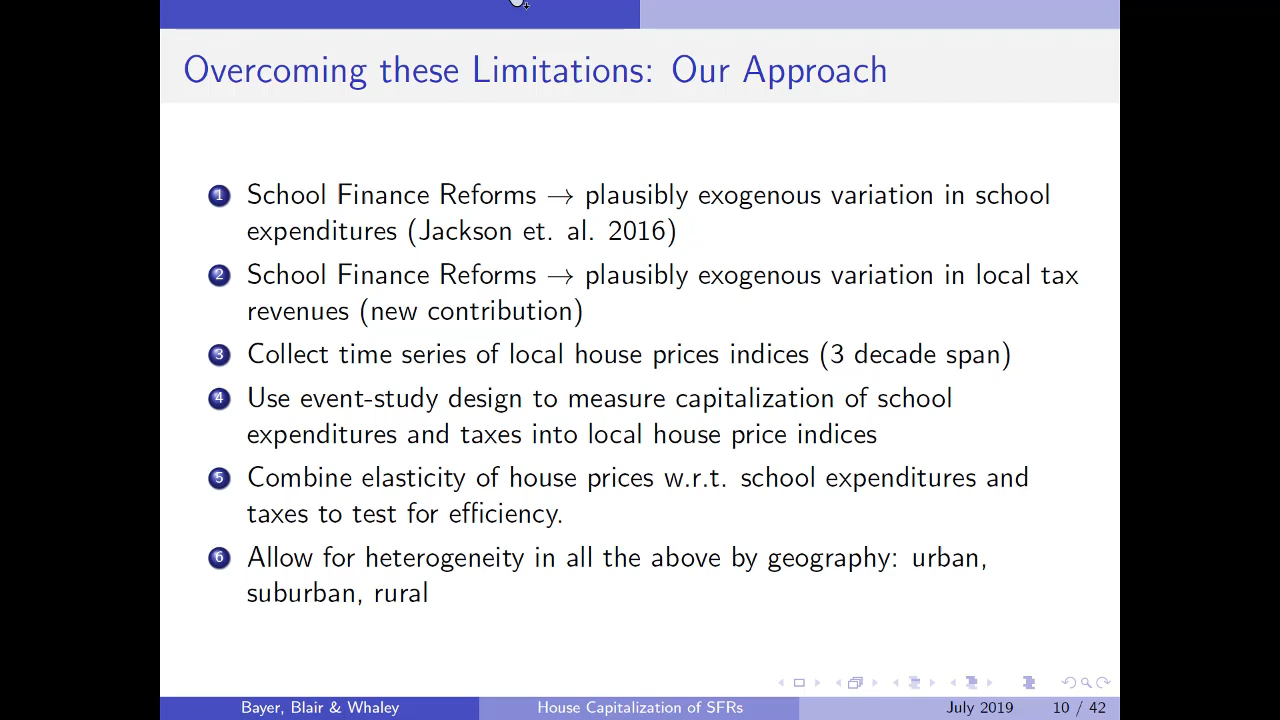 Overcoming these Limitations: Our Approach
1 School Finance Reforms → plausibly exogenous variation in school
expenditures (Jackson et. al. 2016)
2 School Finance Reforms → plausibly exogenous variation in local tax
revenues (new contribution)
3 Collect time series of local house prices indices (3 decade span)
4 Use event-study design to measure capitalization of school
expenditures and taxes into local house price indices
5 Combine elasticity of house prices w.r.t. school expenditures and
taxes to test for efficiency.
6 Allow for heterogeneity in all the above by geography: urban,
suburban, rural
Bayer, Blair & Whaley House Capitalization of SFRs July 2019 10 / 42